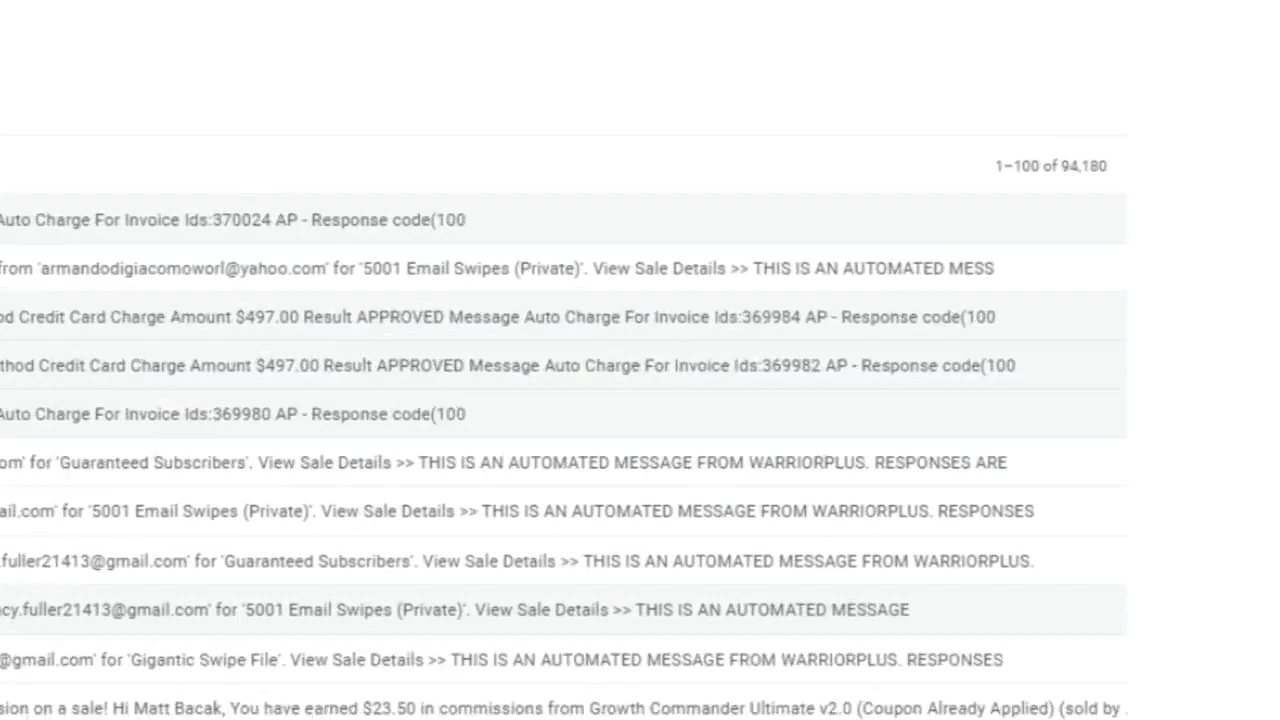 1–100 of 94,180
Auto Charge For Invoice Ids:370024 AP - Response code(100
from 'armandodigiacomoworl@yahoo.com' for '5001 Email Swipes (Private)'. View Sale Details >> THIS IS AN AUTOMATED MESS
od Credit Card Charge Amount $497.00 Result APPROVED Message Auto Charge For Invoice Ids:369984 AP - Response code(100
thod Credit Card Charge Amount $497.00 Result APPROVED Message Auto Charge For Invoice Ids:369982 AP - Response code(100
Auto Charge For Invoice Ids:369980 AP - Response code(100
om' for 'Guaranteed Subscribers'. View Sale Details >> THIS IS AN AUTOMATED MESSAGE FROM WARRIORPLUS. RESPONSES ARE
ail.com' for '5001 Email Swipes (Private)'. View Sale Details >> THIS IS AN AUTOMATED MESSAGE FROM WARRIORPLUS. RESPONSES
.fuller21413@gmail.com' for 'Guaranteed Subscribers'. View Sale Details >> THIS IS AN AUTOMATED MESSAGE FROM WARRIORPLUS.
cy.fuller21413@gmail.com' for '5001 Email Swipes (Private)'. View Sale Details >> THIS IS AN AUTOMATED MESSAGE
@gmail.com' for 'Gigantic Swipe File'. View Sale Details >> THIS IS AN AUTOMATED MESSAGE FROM WARRIORPLUS. RESPONSES
sion on a sale! Hi Matt Bacak, You have earned $23.50 in commissions from Growth Commander Ultimate v2.0 (Coupon Already Applied) (sold by .